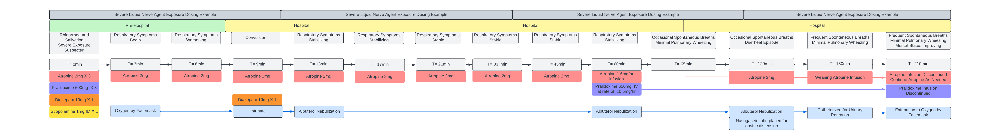 Severe Liquid Nerve Agent Exposure Dosing Example
Severe Liquid Nerve Agent Exposure Dosing Example
Severe Liquid Nerve Agent Exposure Dosing Example
Severe Liquid Nerve Agent Exposure Dosing Example
Pre-Hospital
Hospital
Hospital
Hospital
Rhinorrhea and
Salivation
Severe Exposure
Suspected
Respiratory Symptoms
Begin
Respiratory Symptoms
Worsening
Convulsion
Respiratory Symptoms
Stabilizing
Respiratory Symptoms
Stabilizing
Respiratory Symptoms
Stable
Respiratory Symptoms
Stable
Respiratory Symptoms
Stable
Respiratory Symptoms
Stabilizing
Occasional Spontaneous Breaths
Minimal Pulmonary Wheezing
Occasional Spontaneous Breaths
Diarrheal Episode
Frequent Spontaneous Breaths
Minimal Pulmonary Wheezing
Frequent Spontaneous Breaths
Minimal Pulmonary Wheezing
Mental Status Improving
T= 0min
T= 3min
T= 6min
T= 9min
T= 13min
T= 17min
T= 21min
T= 33 min
T= 45min
T= 60min
T= 65min
T= 120min
T= 180min
T= 210min
Atropine 2mg X 3
Atropine 2mg
Atropine 2mg
Atropine 2mg
Atropine 2mg
Atropine 2mg
Atropine 2mg
Atropine 2mg
Atropine 2mg
Atropine 1.6mg/hr
infusion
Atropine 2mg
Weaning Atropine Infusion
Atropine Infusion Discontinued
Continue Atropine As Needed
Pralidoxime 600mg X 3
Pralidoxime 650mg IV
at rate of 10.5mg/hr
Pralidoxime Infusion
Discontinued
Diazepam 10mg X 1
Diazepam 10mg X 1
Scopolamine 1mg IM X 1
Oxygen by Facemask
Intubate
Albuterol Nebulization
Albuterol Nebulization
Albuterol Nebulization
Catheterized for Urinary
Retention
Extubation to Oxygen by
Facemask
Nasogastric tube placed for
gastric distension